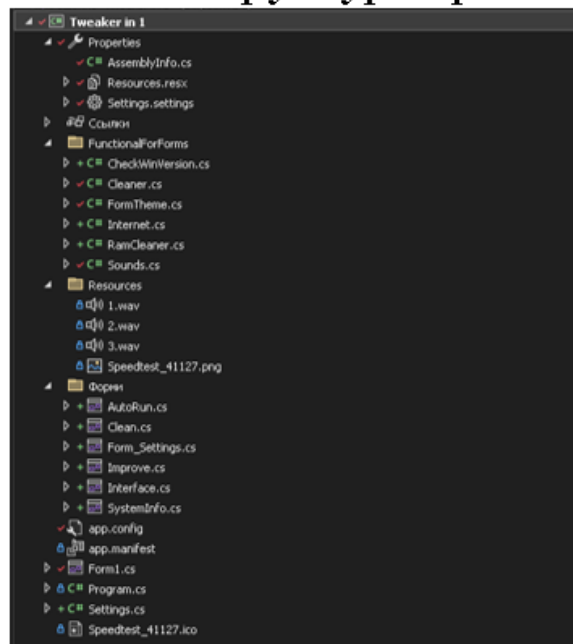 Tweaker in 1
Properties
AssemblyInfo.cs
Resources.resx
Settings.settings
Ссылки
FunctionalForForms
CheckWinVersion.cs
Cleaner.cs
FormTheme.cs
Internet.cs
RamCleaner.cs
Sounds.cs
Resources
1.wav
2.wav
3.wav
Speedtest_41127.png
Форми
AutoRun.cs
Clean.cs
Form_Settings.cs
Improve.cs
Interface.cs
SystemInfo.cs
app.config
app.manifest
Form1.cs
Program.cs
Settings.cs
Speedtest_41127.ico